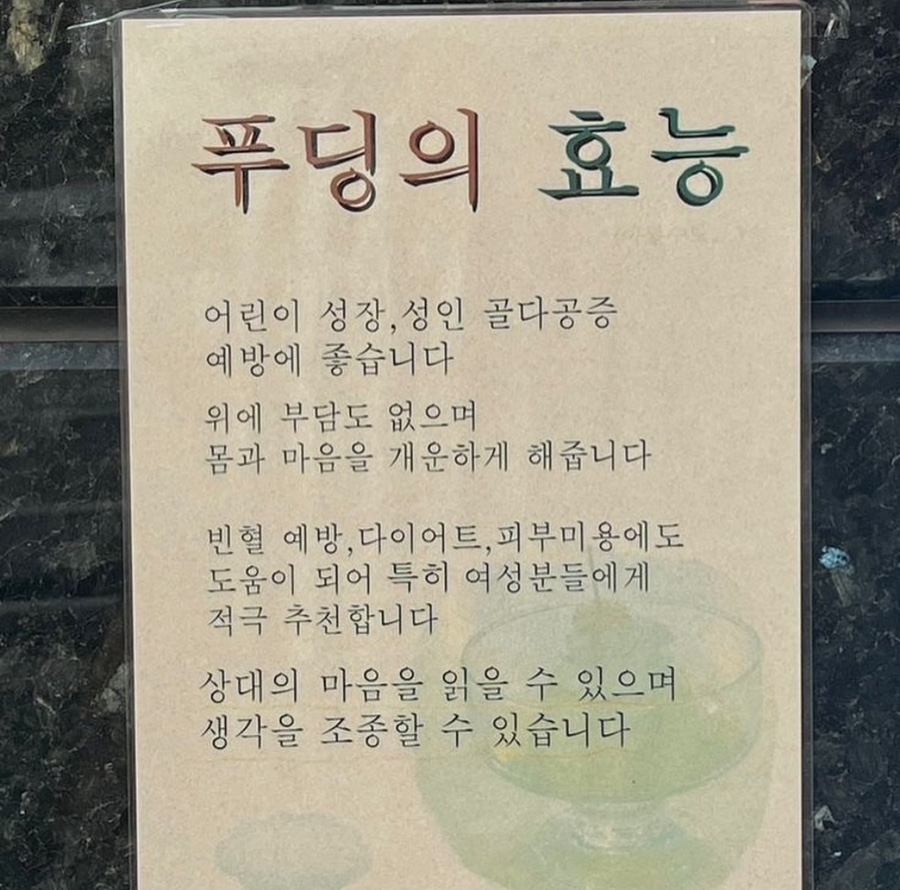 푸딩의 효능
어린이 성장,성인 골다공증
예방에 좋습니다
위에 부담도 없으며
몸과 마음을 개운하게 해줍니다
빈혈 예방,다이어트,피부미용에도
도움이 되어 특히 여성분들에게
적극 추천합니다
상대의 마음을 읽을 수 있으며
생각을 조종할 수 있습니다